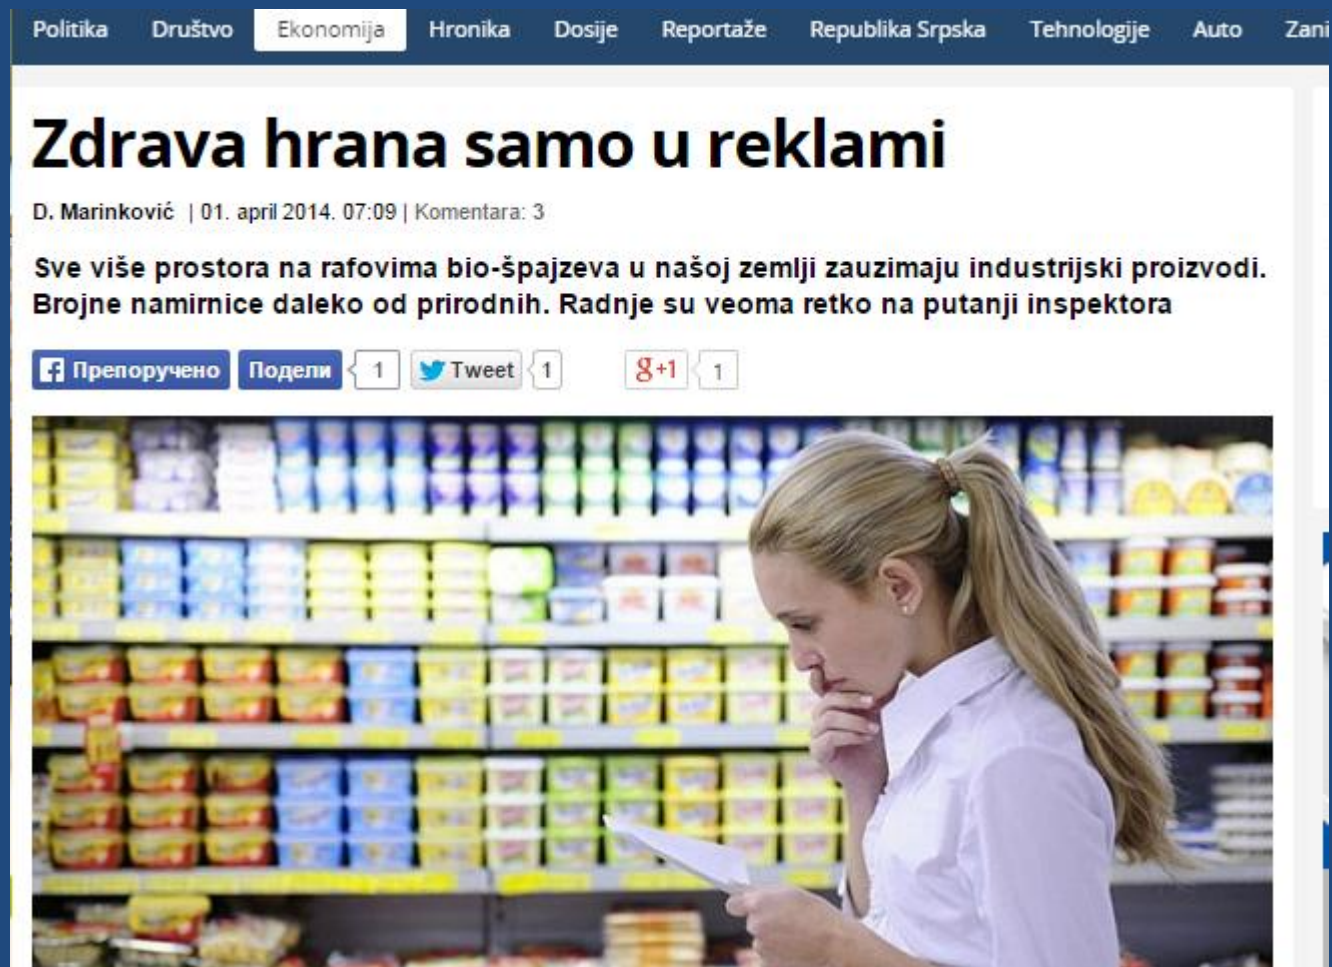 Politika Društvo Ekonomija Hronika Dosije Reportaže Republika Srpska Tehnologije Auto Zani
Zdrava hrana samo u reklami
D. Marinković | 01. april 2014. 07:09 | Komentara: 3
Sve više prostora na rafovima bio-špajzeva u našoj zemlji zauzimaju industrijski proizvodi.
Brojne namirnice daleko od prirodnih. Radnje su veoma retko na putanji inspektora
Препоручено Подели 1 Tweet 1 g+1 1